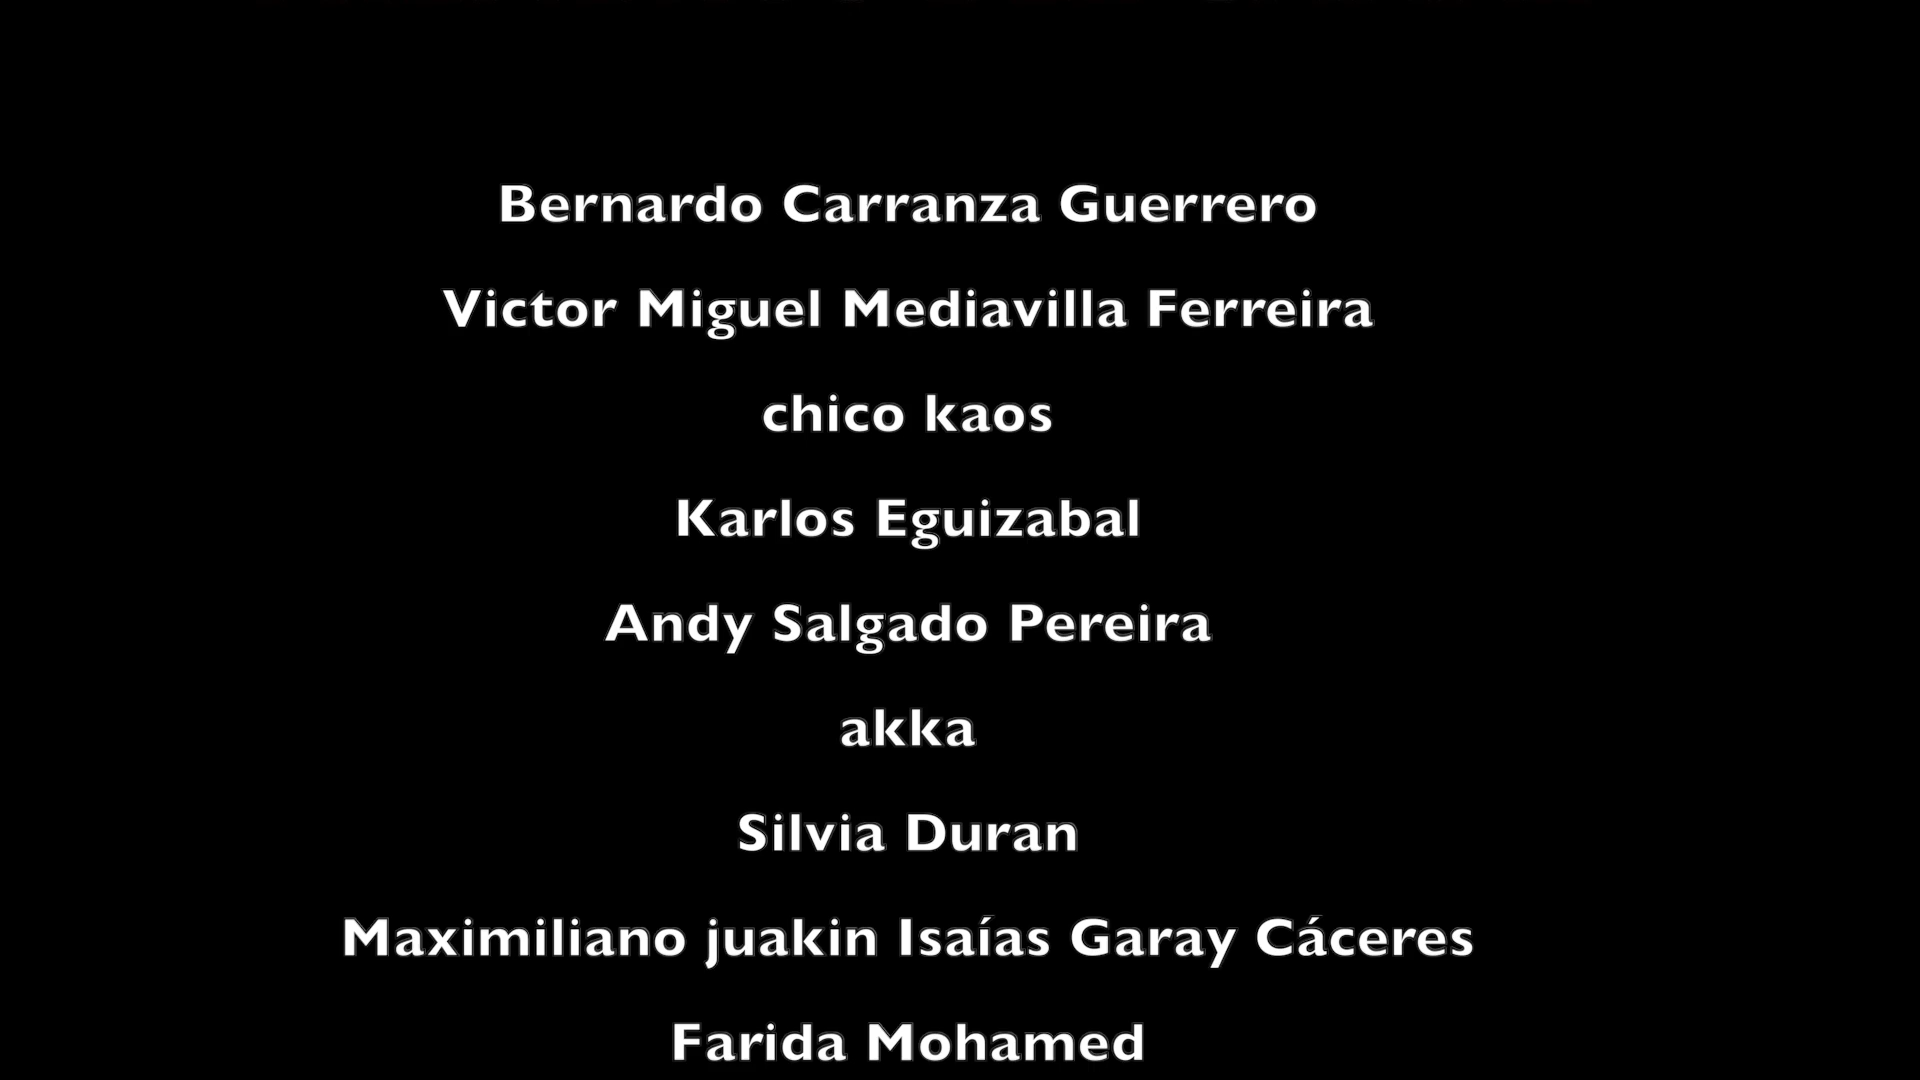 Bernardo Carranza Guerrero
Victor Miguel Mediavilla Ferreira
chico kaos
Karlos Eguizabal
Andy Salgado Pereira
akka
Silvia Duran
Maximiliano juakin Isaías Garay Cáceres
Farida Mohamed